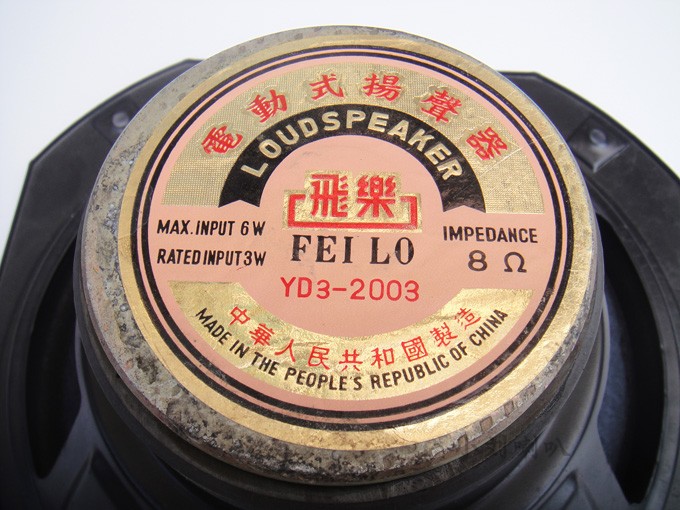 電動式揚聲器
LOUDSPEAKER
飛樂
FEI LO
MAX. INPUT 6 W
RATED INPUT 3 W
IMPEDANCE
8 Ω
YD3-2003
中華人民共和國製造
MADE IN THE PEOPLE'S REPUBLIC OF CHINA